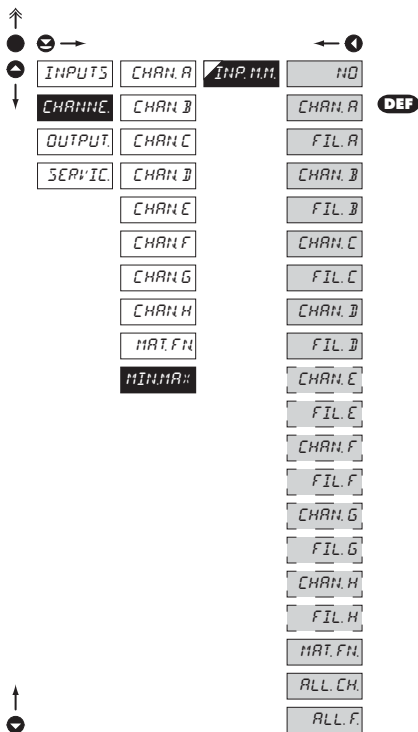 INPUTS CHAN. A INP. M.M. NO
CHANNE. CHAN. B CHAN. A DEF
OUTPUT. CHAN. C FIL. A
SERVIC. CHAN. D CHAN. B
CHAN. E FIL. B
CHAN. F CHAN. C
CHAN. G FIL. C
CHAN. H CHAN. D
MAT. FN. FIL. D
MIN.MAX CHAN. E
FIL. E
CHAN. F
FIL. F
CHAN. G
FIL. G
CHAN. H
FIL. H
MAT. FN.
ALL. CH.
ALL. F.